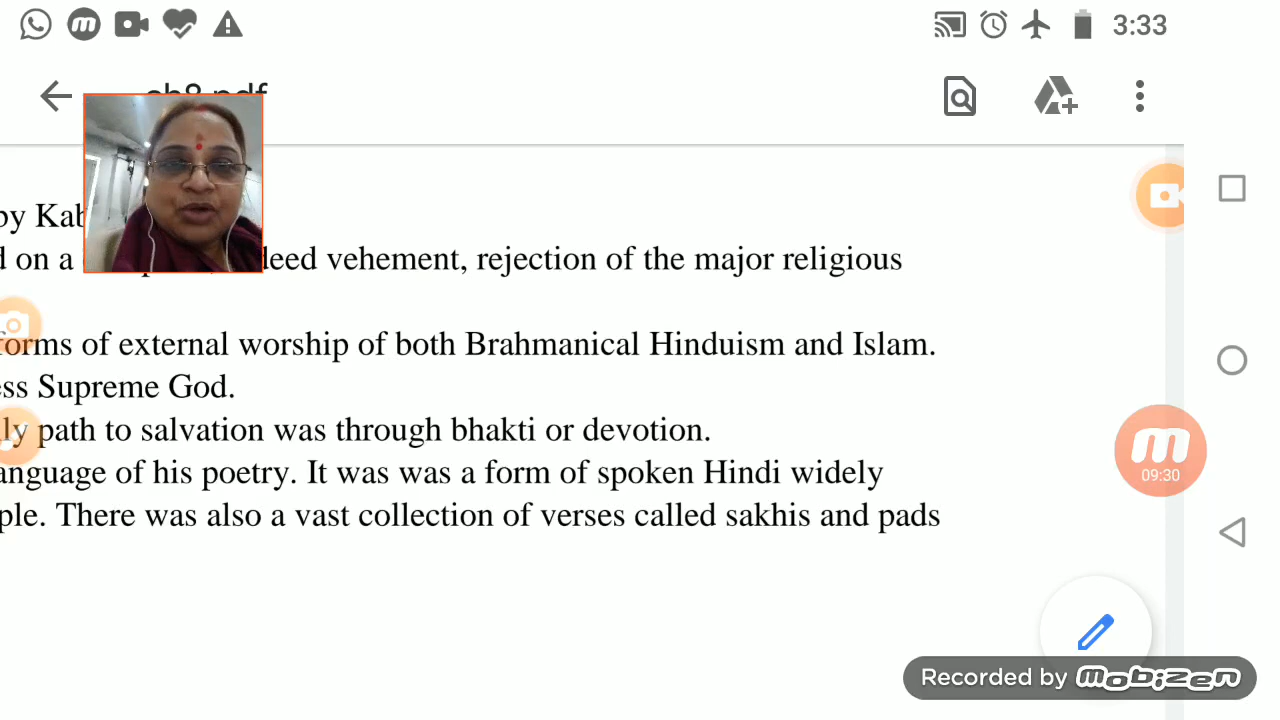 3:33
ch8.pdf
by Kab
d on a deed vehement, rejection of the major religious
forms of external worship of both Brahmanical Hinduism and Islam.
ess Supreme God.
ly path to salvation was through bhakti or devotion.
anguage of his poetry. It was was a form of spoken Hindi widely
ple. There was also a vast collection of verses called sakhis and pads
09:30
Recorded by mobizen